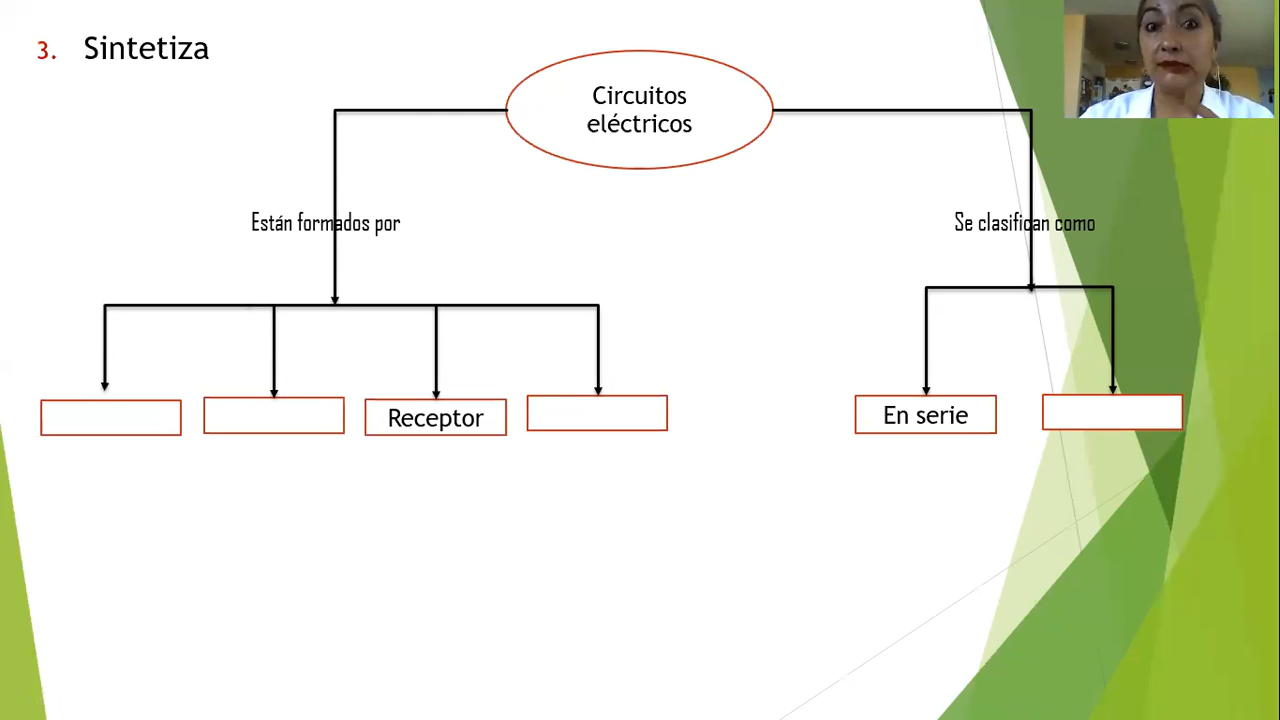 3. Sintetiza
Circuitos
eléctricos
Están formados por
Se clasifican como
Receptor
En serie